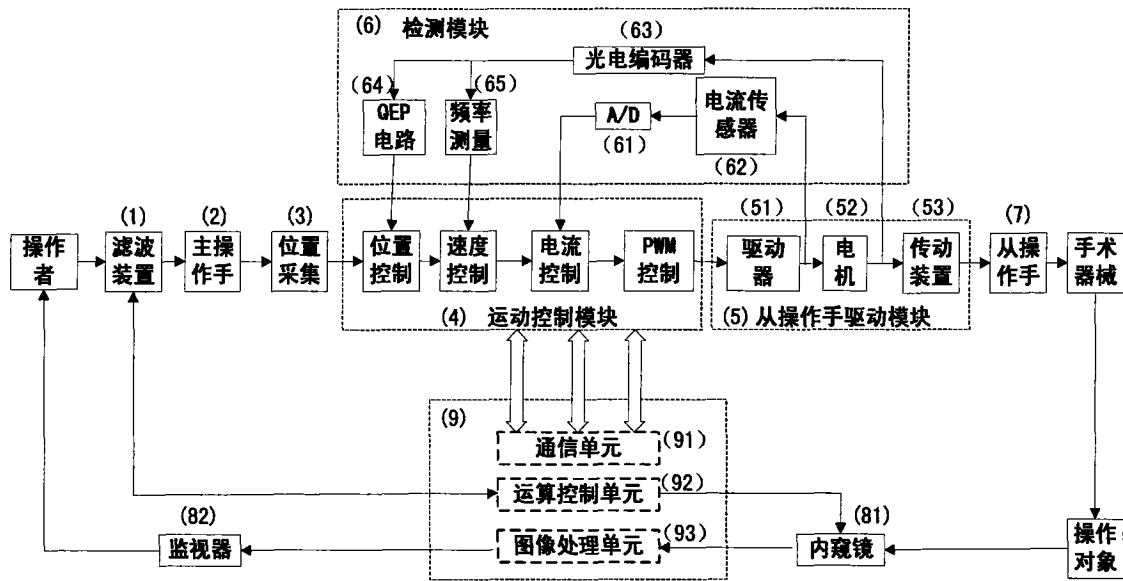 (6) 检测模块
(63)
光电编码器
(64)
(65)
QEP
电路
频率
测量
A/D
(61)
电流传
感器
(62)
(1)
(2)
(3)
(51)
(52)
(53)
(7)
操作
者
滤波
装置
主操
作手
位置
采集
位置
控制
速度
控制
电流
控制
PWM
控制
驱动
器
电
机
传动
装置
从操
作手
手术
器械
(4) 运动控制模块
(5) 从操作手驱动模块
(9)
通信单元
(91)
运算控制单元
(92)
图像处理单元
(93)
(82)
监视器
(81)
内窥镜
操作
对象